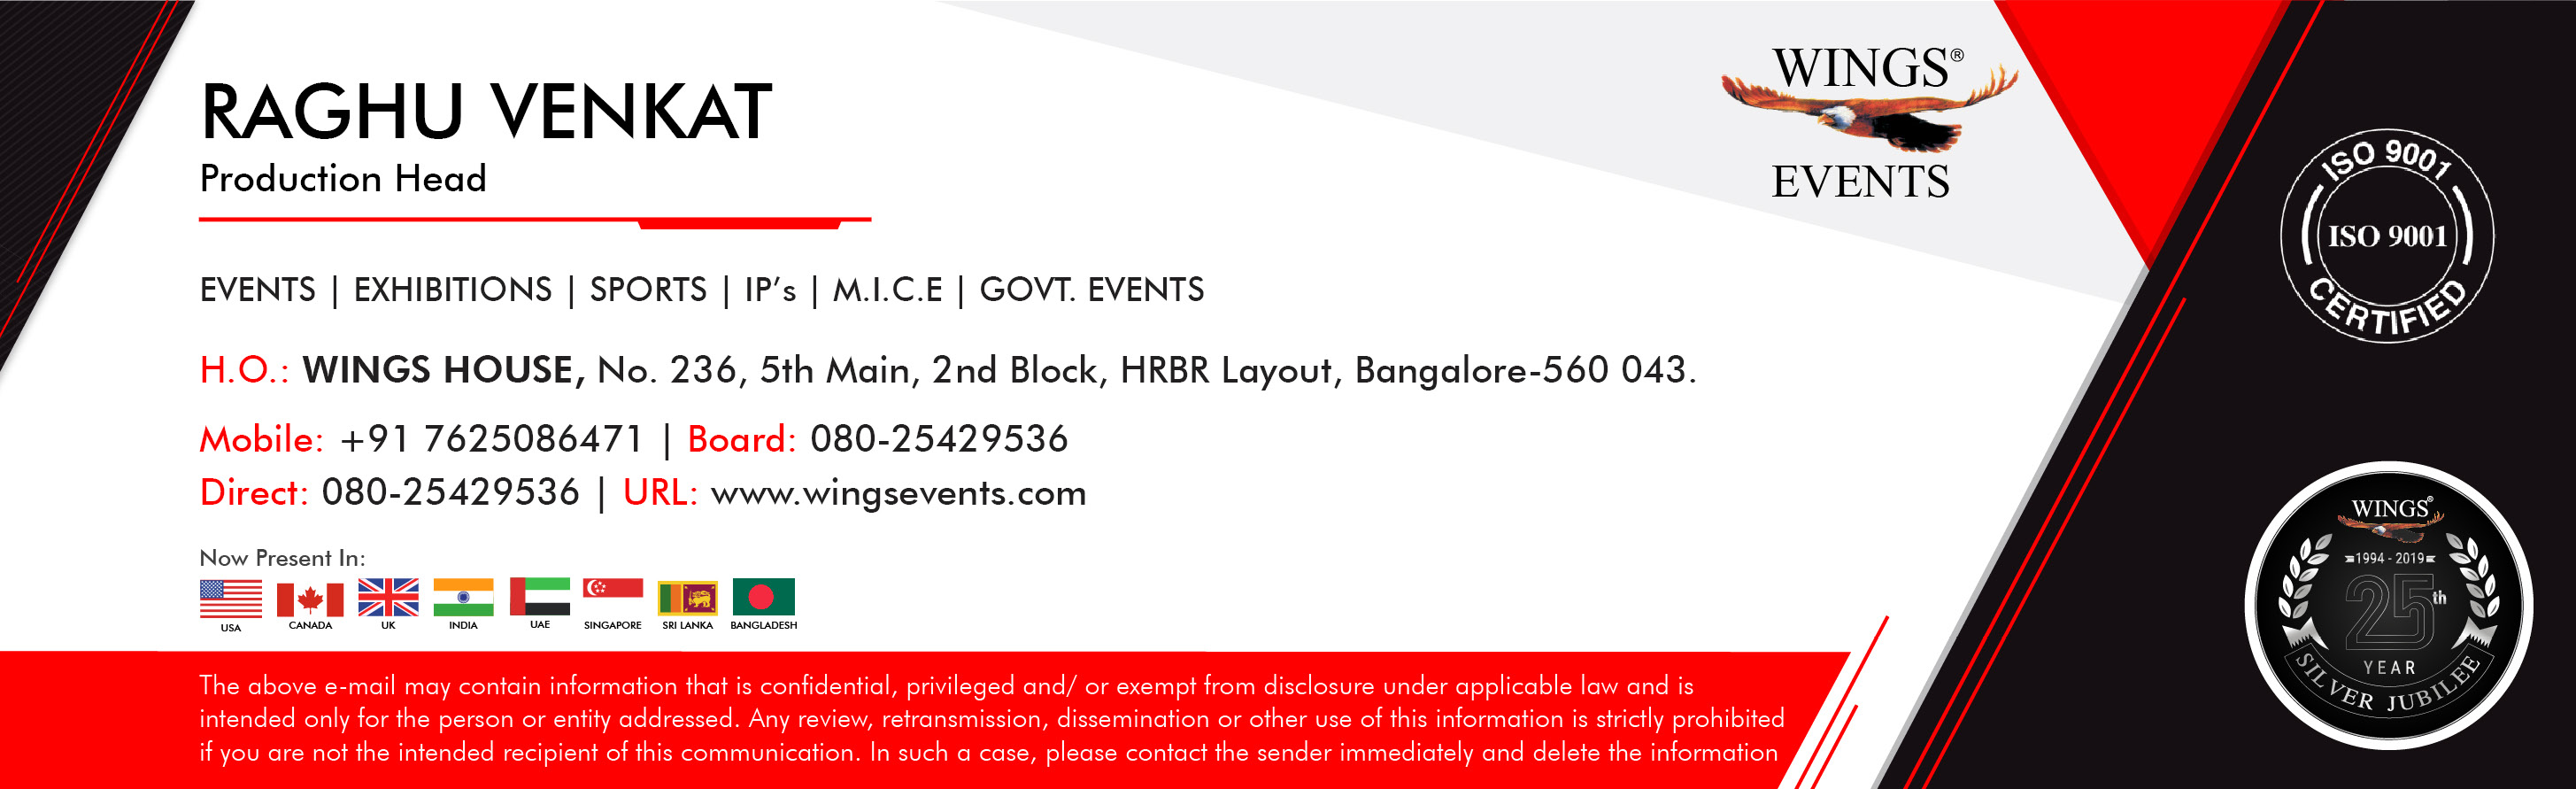 RAGHU VENKAT
Production Head
EVENTS | EXHIBITIONS | SPORTS | IP’s | M.I.C.E | GOVT. EVENTS
H.O.: WINGS HOUSE, No. 236, 5th Main, 2nd Block, HRBR Layout, Bangalore-560 043.
Mobile: +91 7625086471 | Board: 080-25429536
Direct: 080-25429536 | URL: www.wingsevents.com
Now Present In:
USA CANADA UK INDIA UAE SINGAPORE SRI LANKA BANGLADESH
The above e-mail may contain information that is confidential, privileged and/ or exempt from disclosure under applicable law and is
intended only for the person or entity addressed. Any review, retransmission, dissemination or other use of this information is strictly prohibited
if you are not the intended recipient of this communication. In such a case, please contact the sender immediately and delete the information
WINGS®
EVENTS
ISO 9001
ISO 9001
CERTIFIED
WINGS®
1994 - 2019
25th
YEAR
SILVER JUBILEE